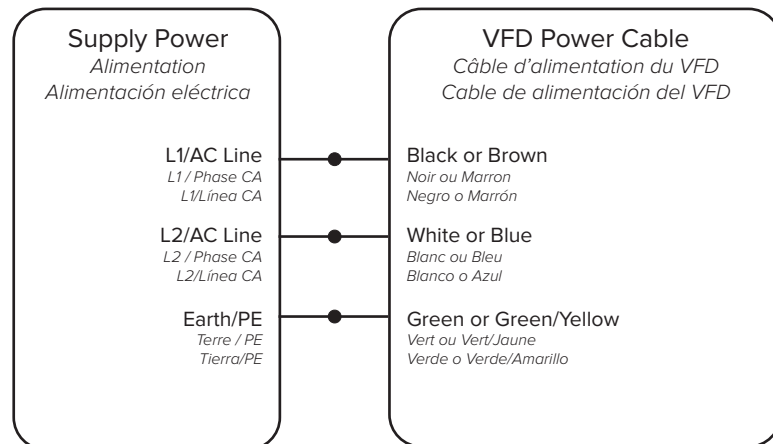 Supply Power
Alimentation
Alimentación eléctrica
L1/AC Line
L1 / Phase CA
L1/Línea CA
L2/AC Line
L2 / Phase CA
L2/Línea CA
Earth/PE
Terre / PE
Tierra/PE
VFD Power Cable
Câble d'alimentation du VFD
Cable de alimentación del VFD
Black or Brown
Noir ou Marron
Negro o Marrón
White or Blue
Blanc ou Bleu
Blanco o Azul
Green or Green/Yellow
Vert ou Vert/Jaune
Verde o Verde/Amarillo